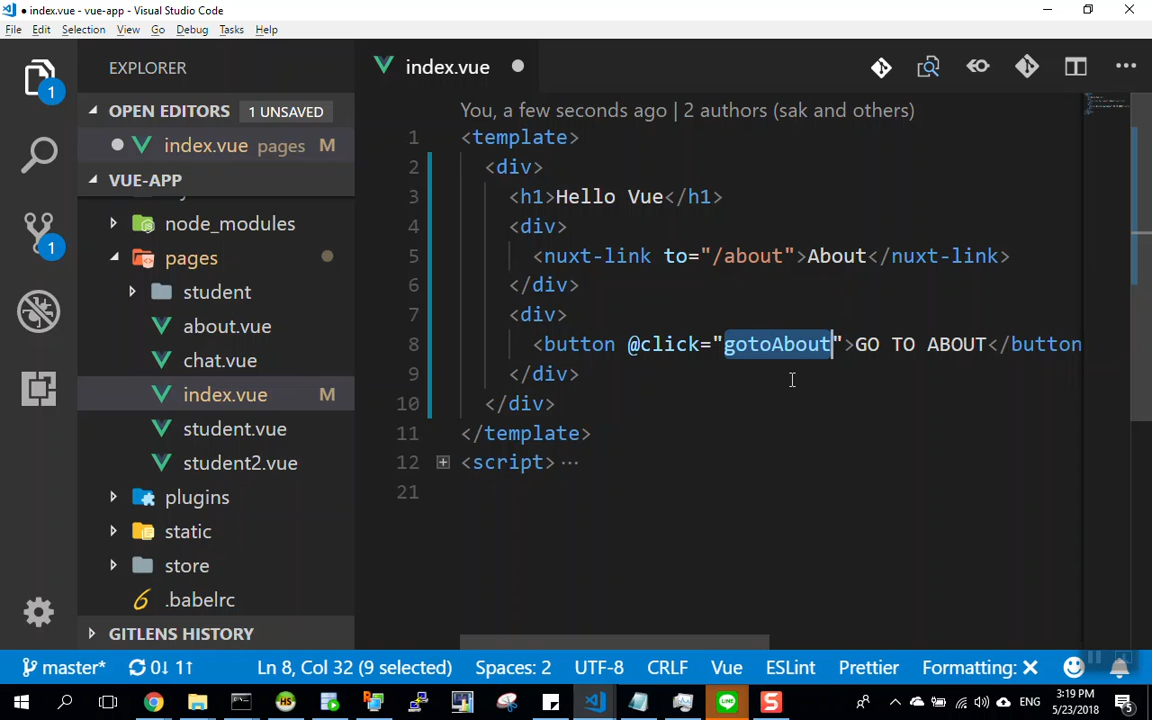 index.vue - vue-app - Visual Studio Code
File Edit Selection View Go Debug Tasks Help
EXPLORER
OPEN EDITORS 1 UNSAVED
index.vue pages M
VUE-APP
node_modules
pages
student
about.vue
chat.vue
index.vue M
student.vue
student2.vue
plugins
static
store
.babelrc
GITLENS HISTORY
1
1
index.vue
You, a few seconds ago | 2 authors (sak and others)
1 <template>
2 <div>
3 <h1>Hello Vue</h1>
4 <div>
5 <nuxt-link to="/about">About</nuxt-link>
6 </div>
7 <div>
8 <button @click="gotoAbout">GO TO ABOUT</button
9 </div>
10 </div>
11 </template>
12 <script> ...
21
master* 0↓ 1↑ Ln 8, Col 32 (9 selected) Spaces: 2 UTF-8 CRLF Vue ESLint Prettier Formatting: ✕
HS LINE S ENG 3:19 PM
5/23/2018 5